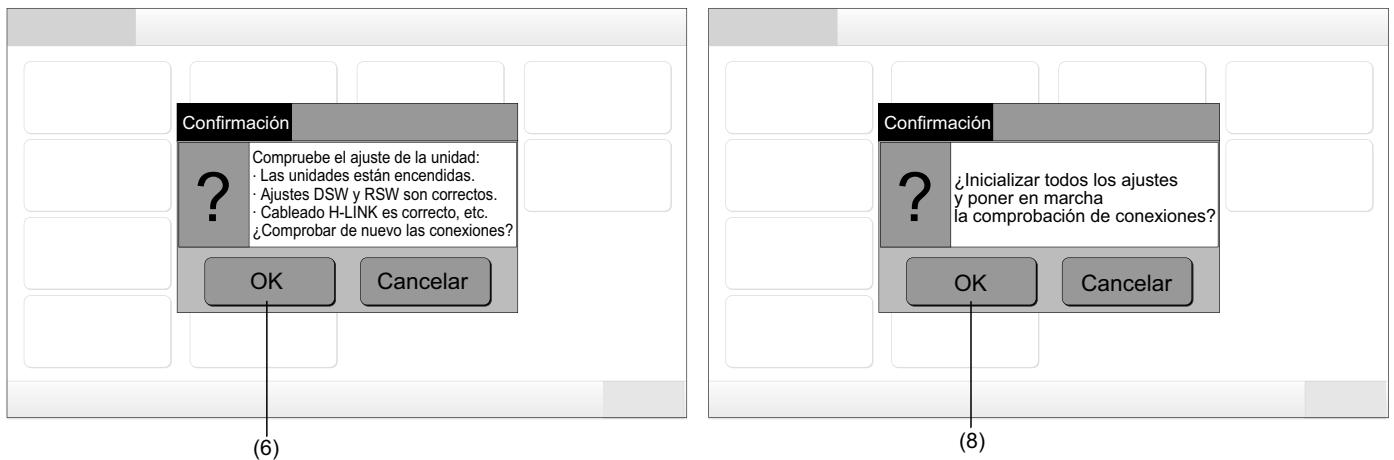 Confirmación
Compruebe el ajuste de la unidad:
· Las unidades están encendidas.
· Ajustes DSW y RSW son correctos.
· Cableado H-LINK es correcto, etc.
¿Comprobar de nuevo las conexiones?
?
OK
Cancelar
(6)
Confirmación
¿Inicializar todos los ajustes
y poner en marcha
la comprobación de conexiones?
?
OK
Cancelar
(8)